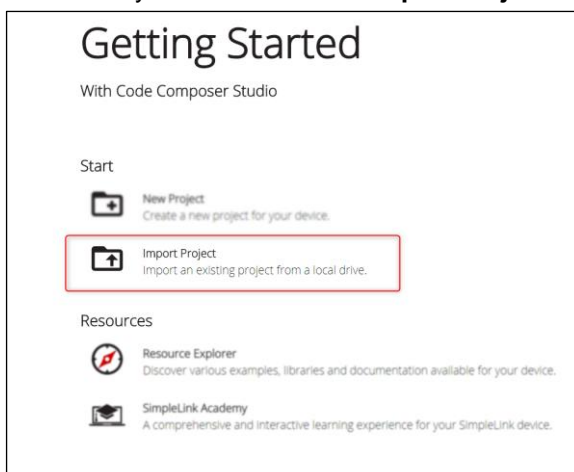 Getting Started
With Code Composer Studio
Start
New Project
Create a new project for your device.
Import Project
Import an existing project from a local drive.
Resources
Resource Explorer
Discover various examples, libraries and documentation available for your device.
SimpleLink Academy
A comprehensive and interactive learning experience for your SimpleLink device.